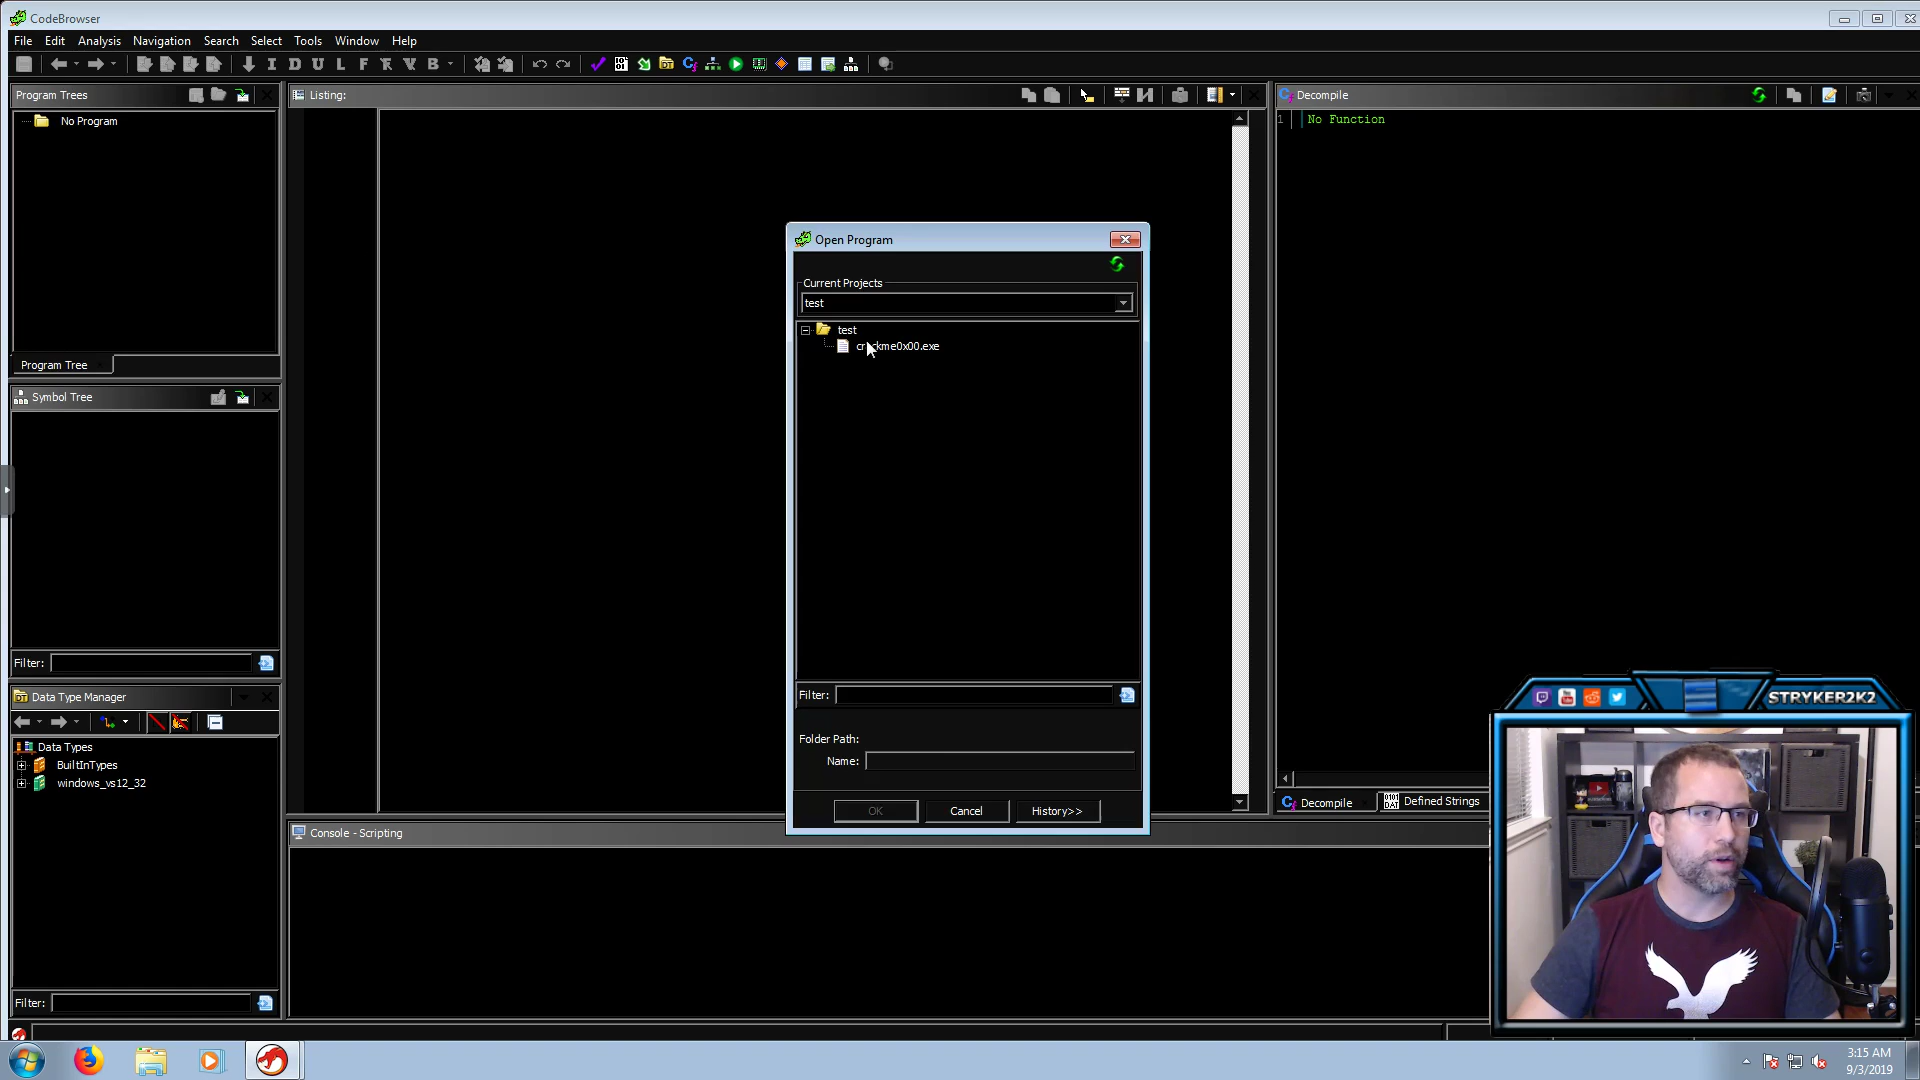 CodeBrowser
File Edit Analysis Navigation Search Select Tools Window Help
I D U L F B
Program Trees
No Program
Program Tree
Symbol Tree
Filter:
Data Type Manager
Data Types
BuiltInTypes
windows_vs12_32
Filter:
Listing:
Open Program
Current Projects
test
test
crackme0x00.exe
Filter:
Folder Path:
Name:
OK Cancel History>>
Console - Scripting
Decompile
1 No Function
Decompile
Defined Strings
STRYKER2K2
3:15 AM
9/3/2019